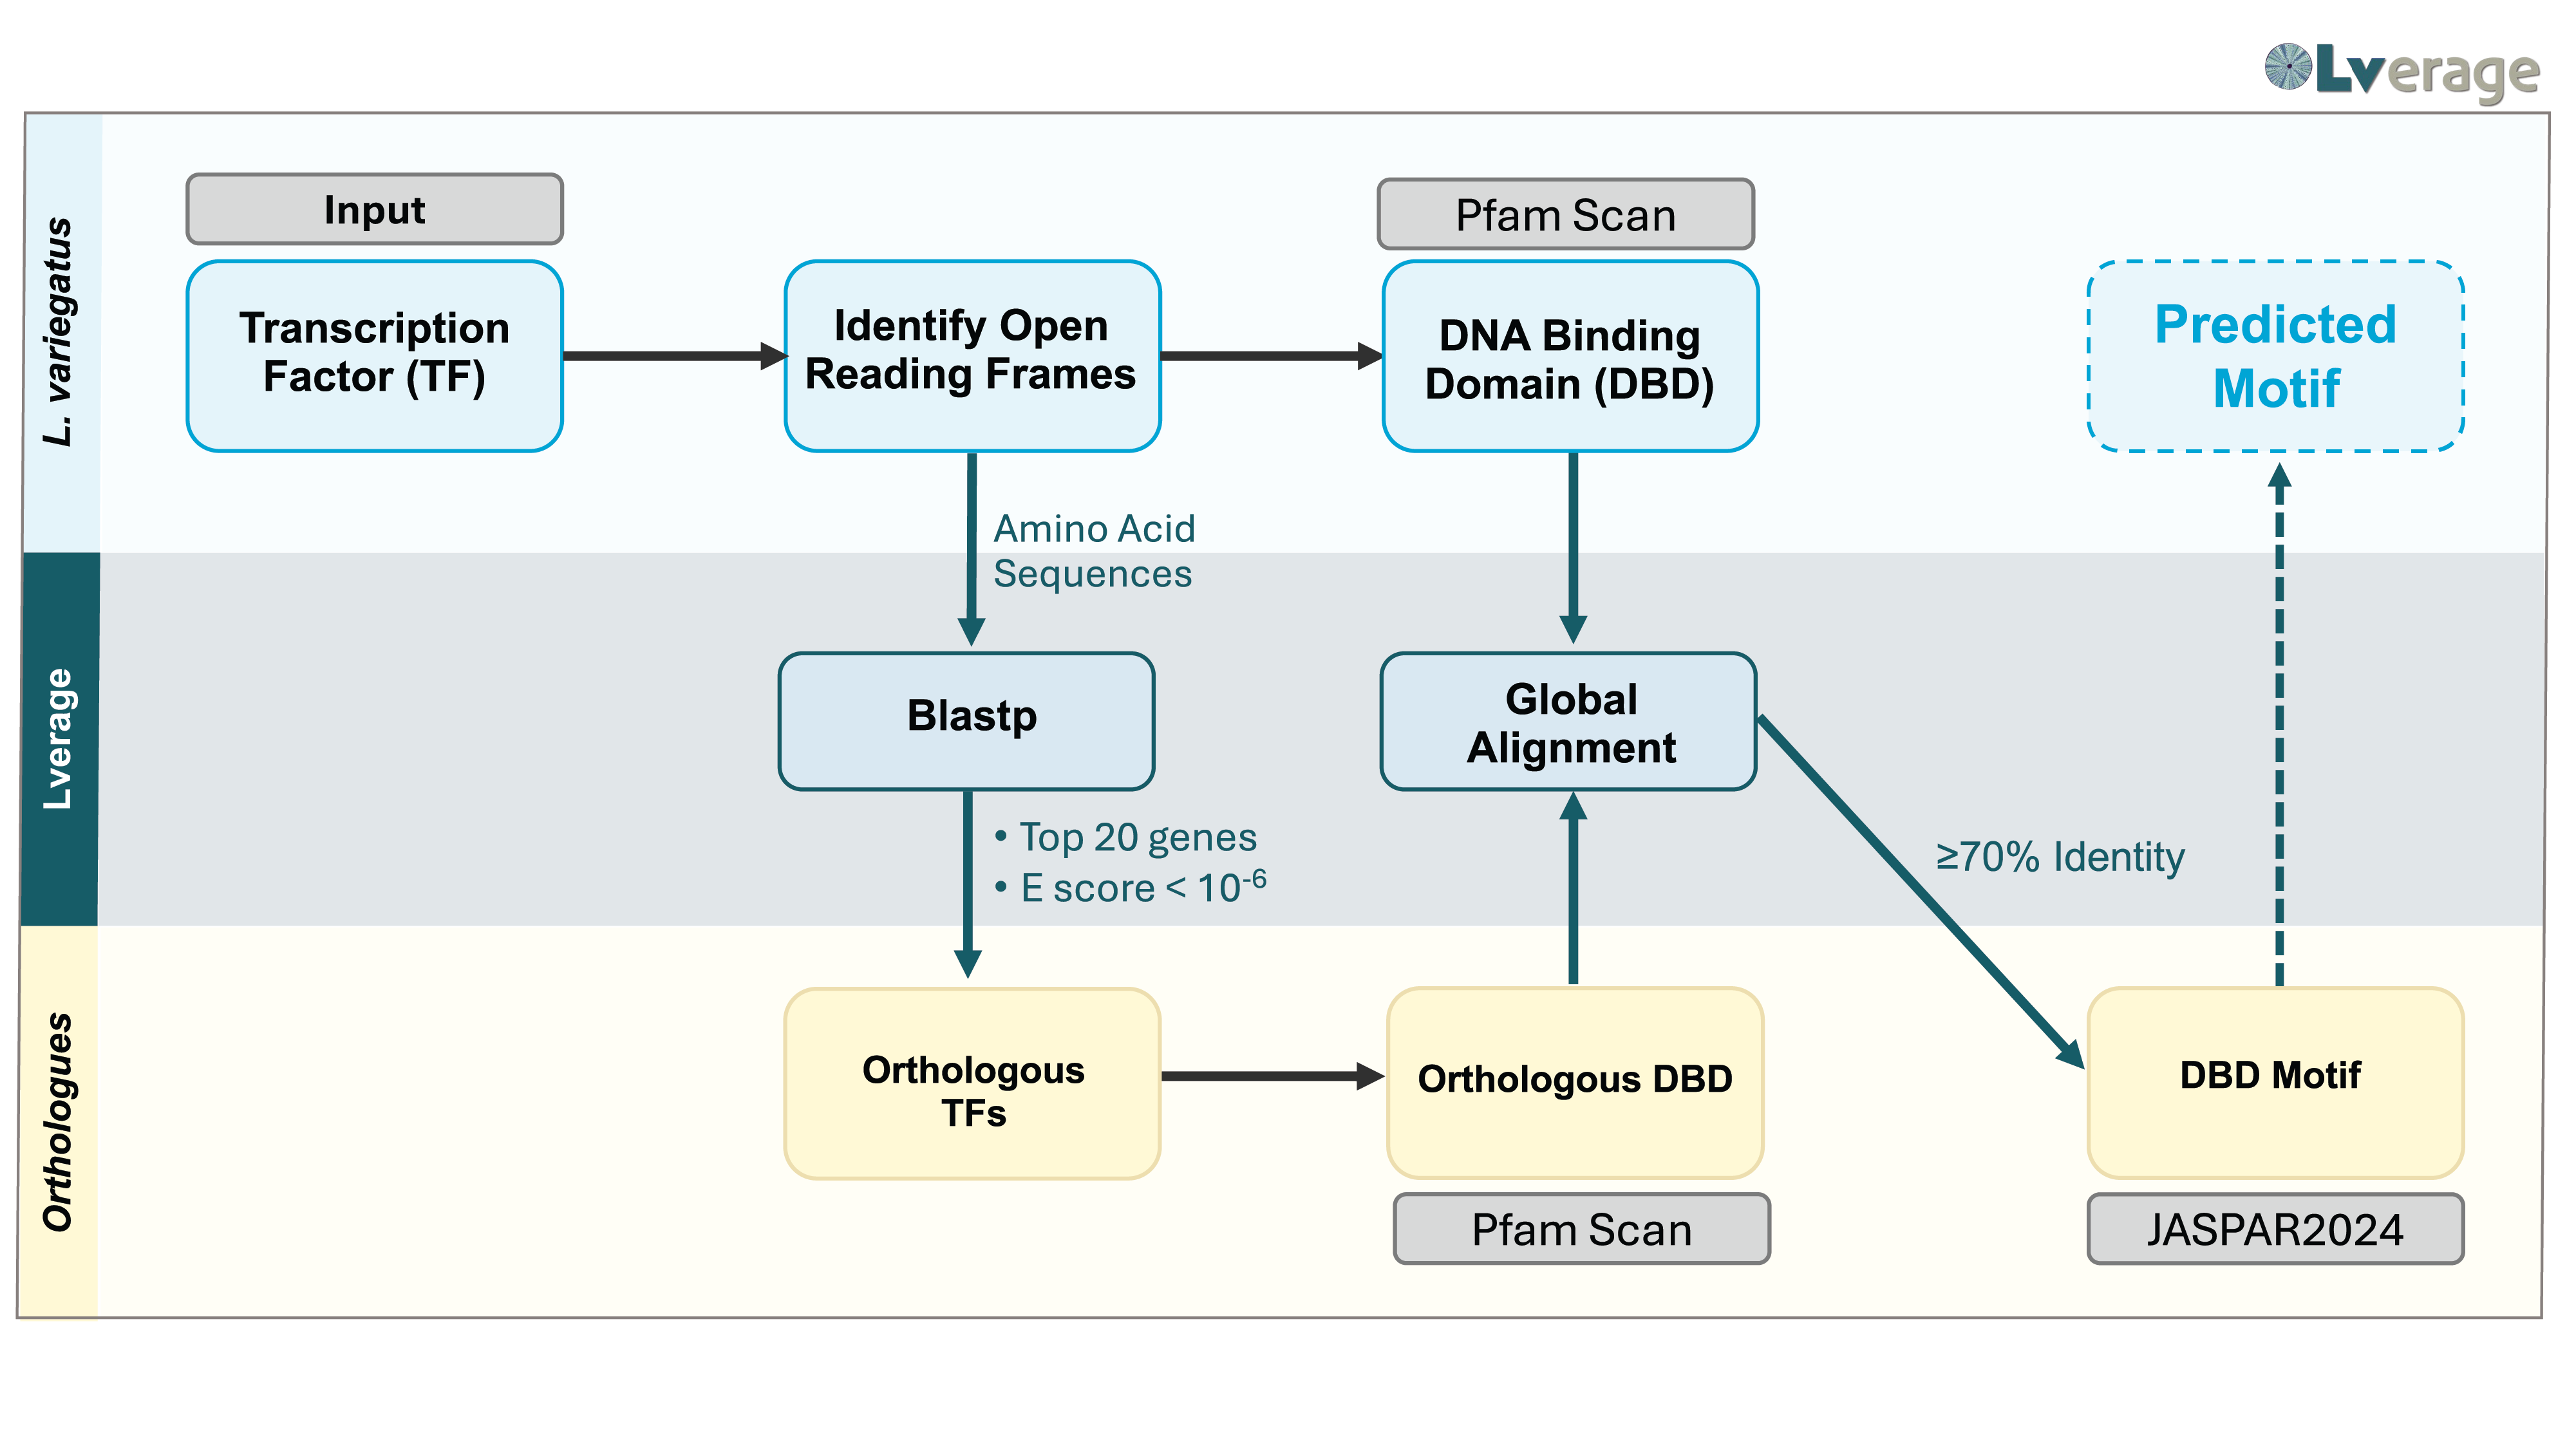 Lverage
L. variegatus
Input
Transcription
Factor (TF)
Identify Open
Reading Frames
Pfam Scan
DNA Binding
Domain (DBD)
Predicted
Motif
Amino Acid
Sequences
Lverage
Blastp
Global
Alignment
• Top 20 genes
• E score < 10⁻⁶
≥70% Identity
Orthologues
Orthologous
TFs
Orthologous DBD
Pfam Scan
DBD Motif
JASPAR2024